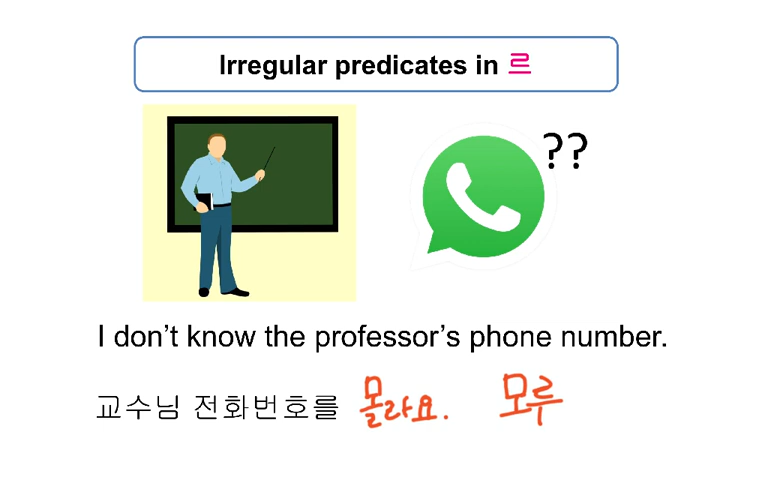 Irregular predicates in 르
??
I don't know the professor's phone number.
교수님 전화번호를 몰라요. 모루